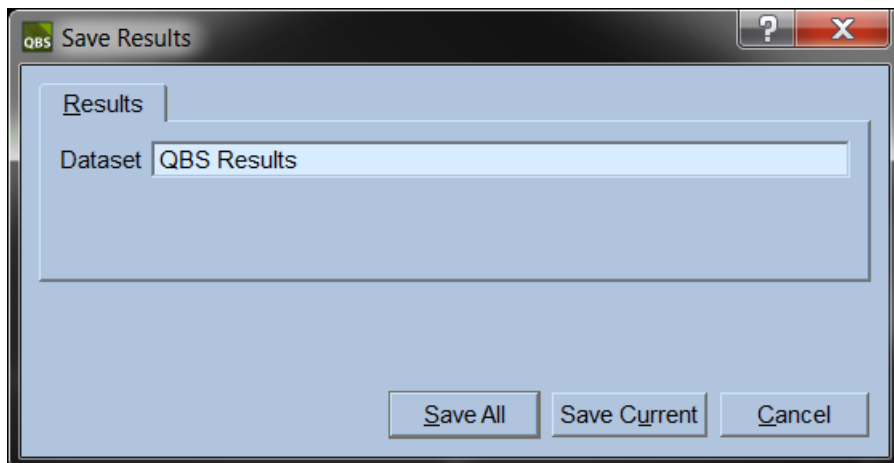 QBS Save Results ? X
Results
Dataset QBS Results
Save All Save Current Cancel